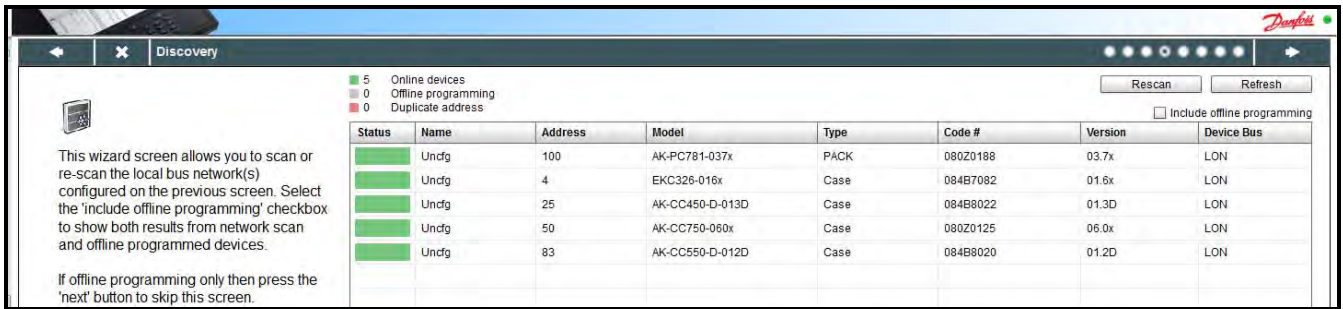 Danfoss
Discovery
5 Online devices
0 Offline programming
0 Duplicate address
Rescan Refresh
Include offline programming
This wizard screen allows you to scan or
re-scan the local bus network(s)
configured on the previous screen. Select
the 'include offline programming' checkbox
to show both results from network scan
and offline programmed devices.
If offline programming only then press the
'next' button to skip this screen.
Status Name Address Model Type Code # Version Device Bus
Uncfg 100 AK-PC781-037x PACK 080Z0188 03.7x LON
Uncfg 4 EKC326-016x Case 084B7082 01.6x LON
Uncfg 25 AK-CC450-D-013D Case 084B8022 01.3D LON
Uncfg 50 AK-CC750-060x Case 080Z0125 06.0x LON
Uncfg 83 AK-CC550-D-012D Case 084B8020 01.2D LON